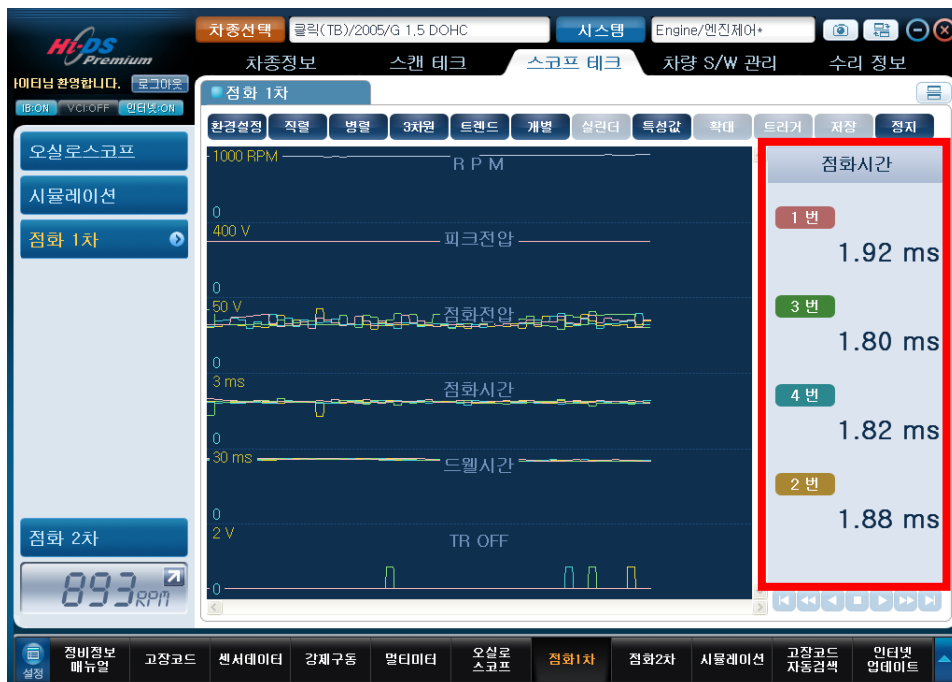 Hi-DS
Premium
차종선택 클릭(TB)/2005/G 1,5 DOHC 시스템 Engine/엔진제어*
차종정보 스캔 테크 스코프 테크 차량 S/W 관리 수리 정보
이티님 환영합니다. 로그아웃
IB:ON VCI:OFF 인터넷:ON
점화 1차
환경설정 직렬 병렬 3차원 트렌드 개별 실린더 특성값 확대 트리거 저장 정지
오실로스코프
시뮬레이션
점화 1차
점화 2차
893 RPM
1000 RPM
R P M
0
400 V
피크전압
0
50 V
점화전압
0
3 ms
점화시간
0
30 ms
드웰시간
0
2 V
TR OFF
0
점화시간
1 번
1.92 ms
3 번
1.80 ms
4 번
1.82 ms
2 번
1.88 ms
설정
정비정보
매뉴얼
고장코드
센서데이터
강제구동
멀티미터
오실로
스코프
점화1차
점화2차
시뮬레이션
고장코드
자동검색
인터넷
업데이트